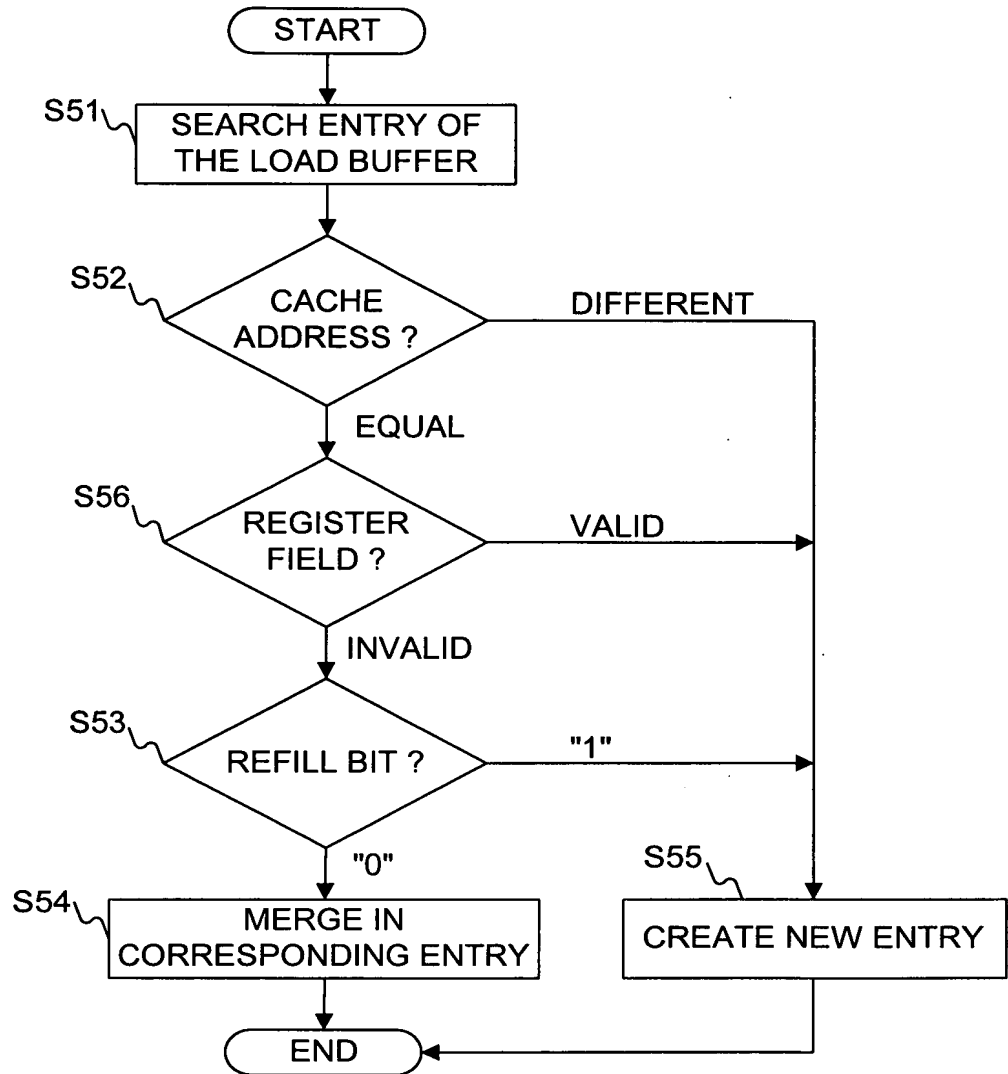 START
S51
SEARCH ENTRY OF
THE LOAD BUFFER
S52
CACHE
ADDRESS ?
DIFFERENT
EQUAL
S56
REGISTER
FIELD ?
VALID
INVALID
S53
REFILL BIT ?
"1"
"0"
S54
MERGE IN
CORRESPONDING ENTRY
S55
CREATE NEW ENTRY
END